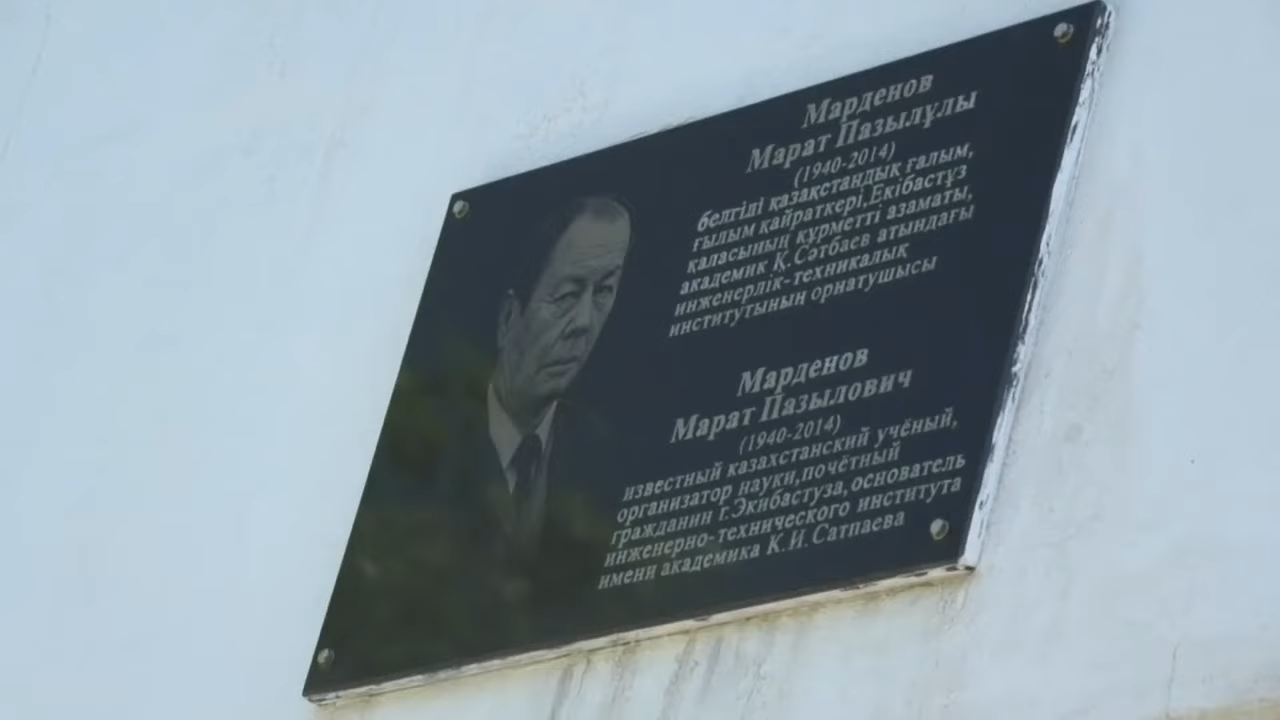 Марденов
Марат Пазылұлы
(1940-2014)
белгілі қазақстандық ғалым,
ғылым қайраткері,Екібастұз
қаласының құрметті азаматы,
академик Қ.Сәтбаев атындағы
инженерлік-техникалық
институтынын орнатушысы
Марденов
Марат Пазылович
(1940-2014)
известный казахстанский учёный,
организатор науки,почётный
гражданин г.Экибастуза,основатель
инженерно-технического института
имени академика К.И.Сатпаева